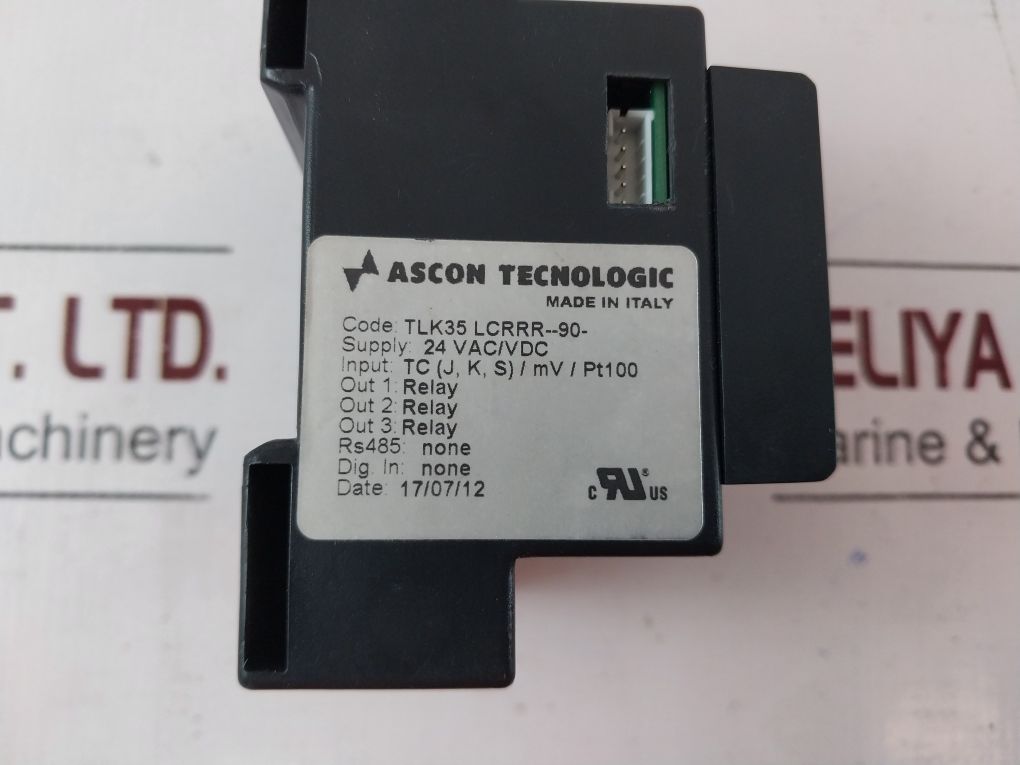 ASCON TECNOLOGIC
MADE IN ITALY
Code: TLK35 LCRRR--90-
Supply: 24 VAC/VDC
Input: TC (J, K, S) / mV / Pt100
Out 1: Relay
Out 2: Relay
Out 3: Relay
Rs485: none
Dig. In: none
Date: 17/07/12
c RU® US
T. LTD.
achinery
ELIYA
arine &